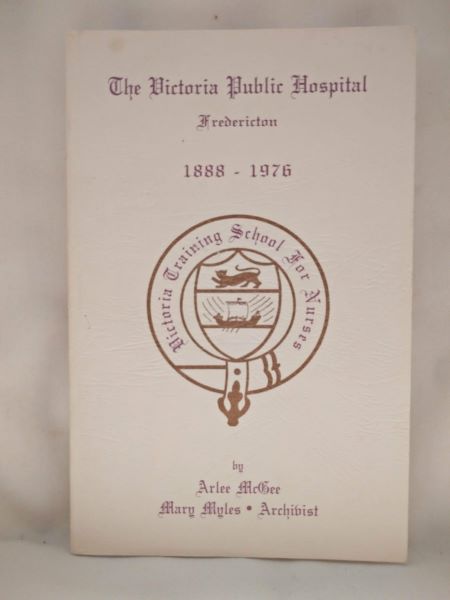 The Victoria Public Hospital
Fredericton
1888 - 1976
Victoria Training School For Nurses
by
Arlee McGee
Mary Myles • Archivist